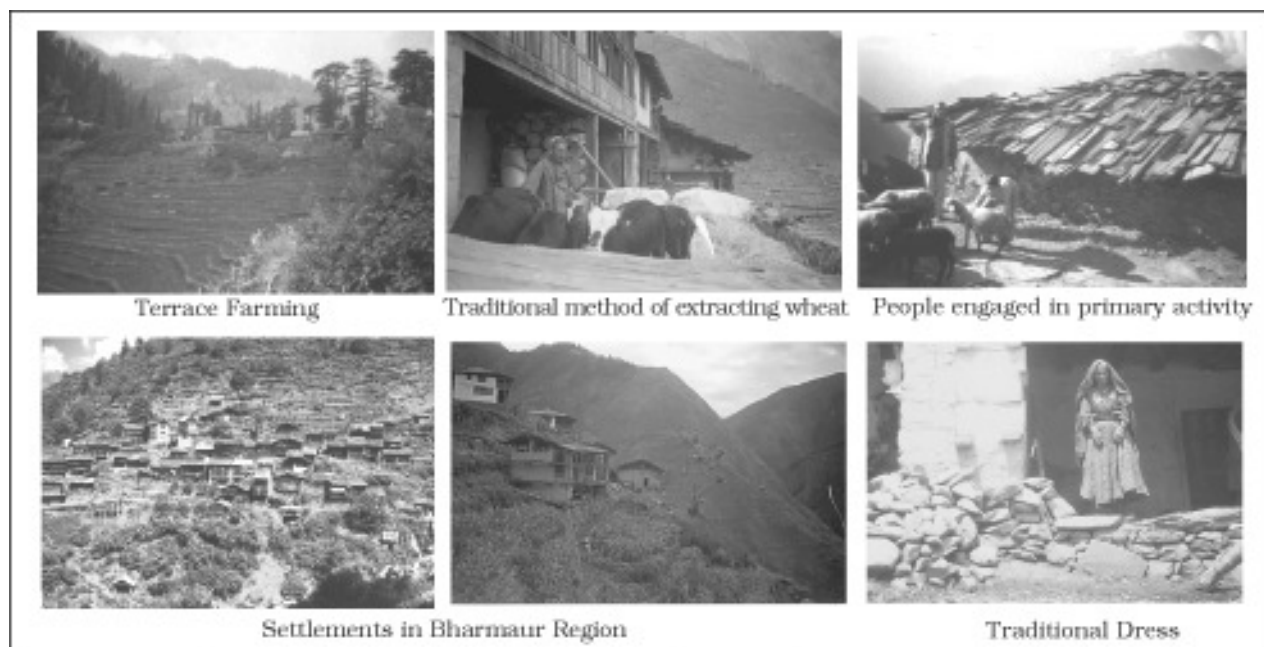 Terrace Farming
Traditional method of extracting wheat
People engaged in primary activity
Settlements in Bharmaur Region
Traditional Dress